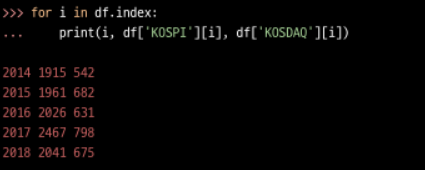 >>> for i in df.index:
...     print(i, df['KOSPI'][i], df['KOSDAQ'][i])
2014 1915 542
2015 1961 682
2016 2026 631
2017 2467 798
2018 2041 675